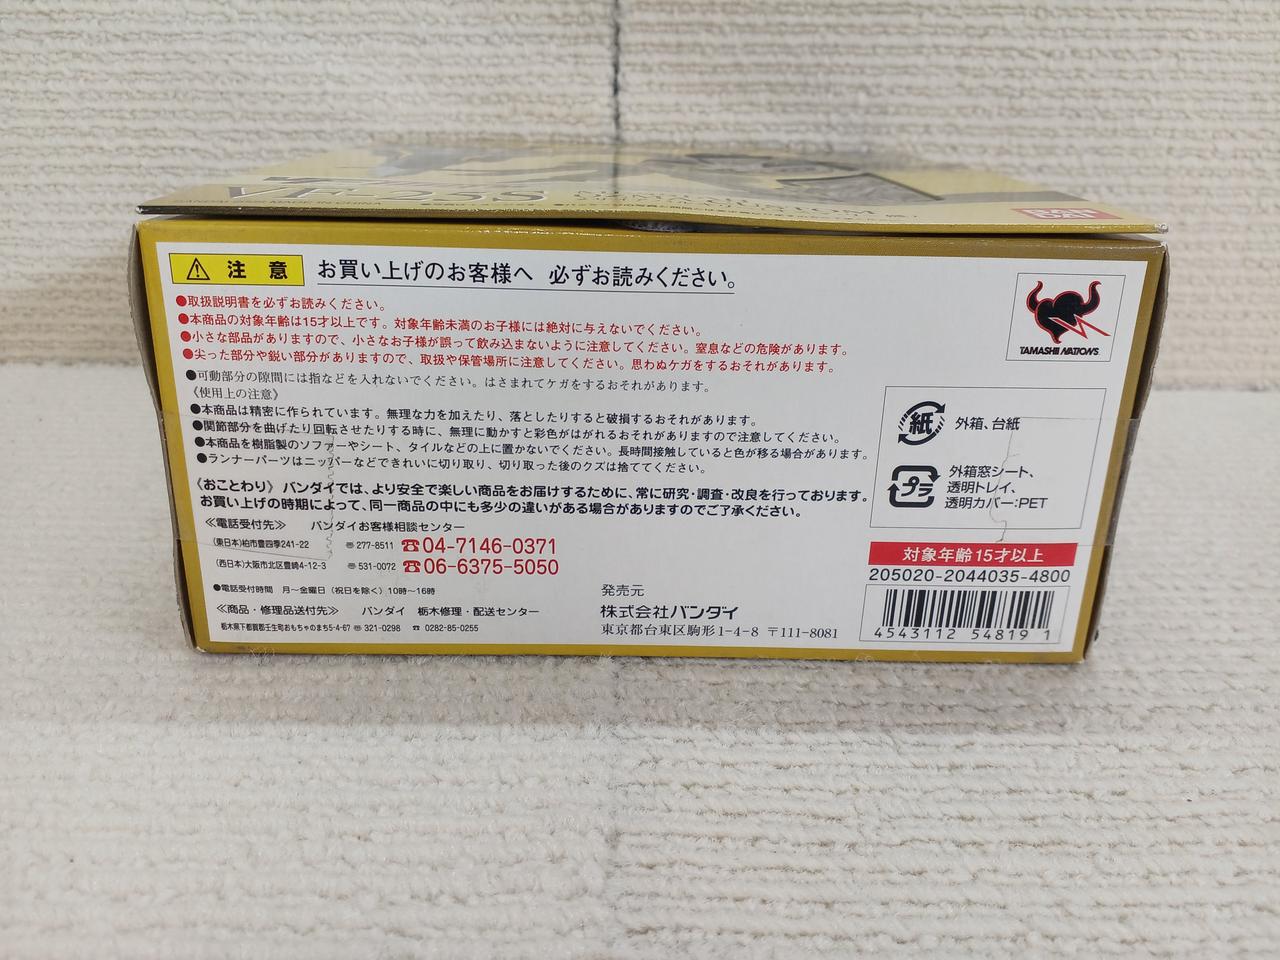 VF-25S
注意 お買い上げのお客様へ 必ずお読みください。
●取扱説明書を必ずお読みください。
●本商品の対象年齢は15才以上です。対象年齢未満のお子様には絶対に与えないでください。
●小さな部品がありますので、小さなお子様が誤って飲み込まないように注意してください。窒息などの危険があります。
●尖った部分や鋭い部分がありますので、取扱や保管場所に注意してください。思わぬケガをするおそれがあります。
●可動部分の隙間には指などを入れないでください。はさまれてケガをするおそれがあります。
《使用上の注意》
●本商品は精密に作られています。無理な力を加えたり、落としたりすると破損するおそれがあります。
●関節部分を曲げたり回転させたりする時に、無理に動かすと彩色がはがれるおそれがありますので注意してください。
●本商品を樹脂製のソファーやシート、タイルなどの上に置かないでください。長時間接触していると色が移る場合があります。
●ランナーパーツはニッパーなどできれいに切り取り、切り取った後のクズは捨ててください。
《おことわり》バンダイでは、より安全で楽しい商品をお届けするために、常に研究・調査・改良を行っております。
お買い上げの時期によって、同一商品の中にも多少の違いがある場合がありますのでご了承ください。
≪電話受付先≫ バンダイお客様相談センター
(東日本)柏市豊四季241-22 〒277-8511 ☎04-7146-0371
(西日本)大阪市北区豊崎4-12-3 〒531-0072 ☎06-6375-5050
●電話受付時間 月～金曜日(祝日を除く)10時～16時
≪商品・修理品送付先≫ バンダイ 栃木修理・配送センター
栃木県下都賀郡壬生町おもちゃのまち5-4-67 〒321-0298 ☎0282-85-0255
発売元
株式会社バンダイ
東京都台東区駒形1-4-8 〒111-8081
TAMASHII NATIONS
紙 外箱、台紙
プラ 外箱窓シート、
透明トレイ、
透明カバー:PET
対象年齢15才以上
205020-2044035-4800
4543112 54819 1